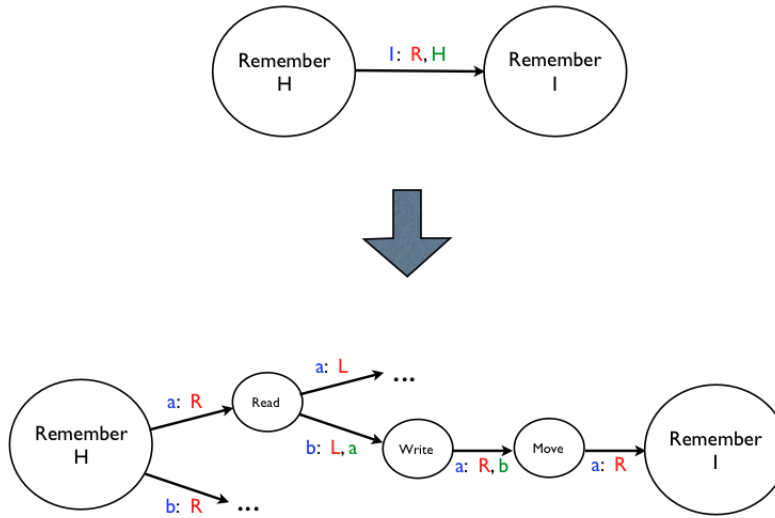 Remember
H
I: R, H
Remember
I
Remember
H
a: R
b: R
...
Read
a: L
...
b: L, a
Write
a: R, b
Move
a: R
Remember
I